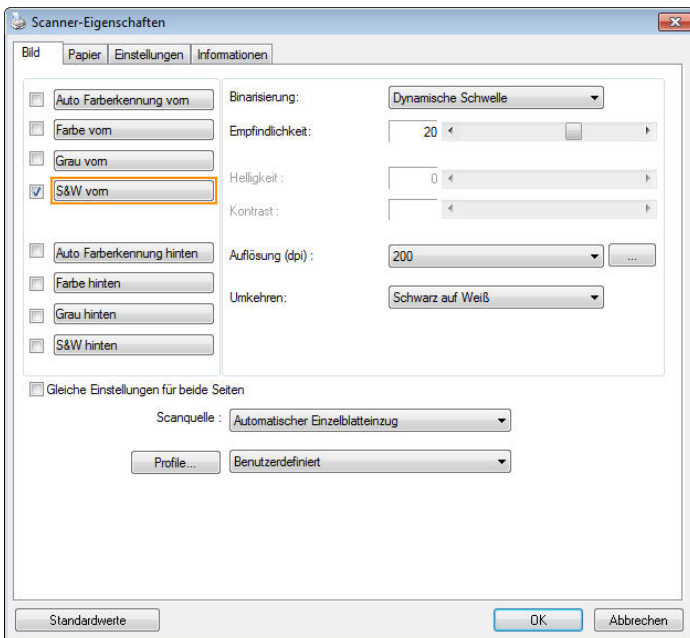 Scanner-Eigenschaften
Bild Papier Einstellungen Informationen
Auto Farberkennung vorn
Farbe vorn
Grau vorn
S&W vorn
Auto Farberkennung hinten
Farbe hinten
Grau hinten
S&W hinten
Binarisierung: Dynamische Schwelle
Empfindlichkeit: 20
Helligkeit : 0
Kontrast :
Auflösung (dpi) : 200 ...
Umkehren: Schwarz auf Weiß
Gleiche Einstellungen für beide Seiten
Scanquelle : Automatischer Einzelblatteinzug
Profile... Benutzerdefiniert
Standardwerte OK Abbrechen